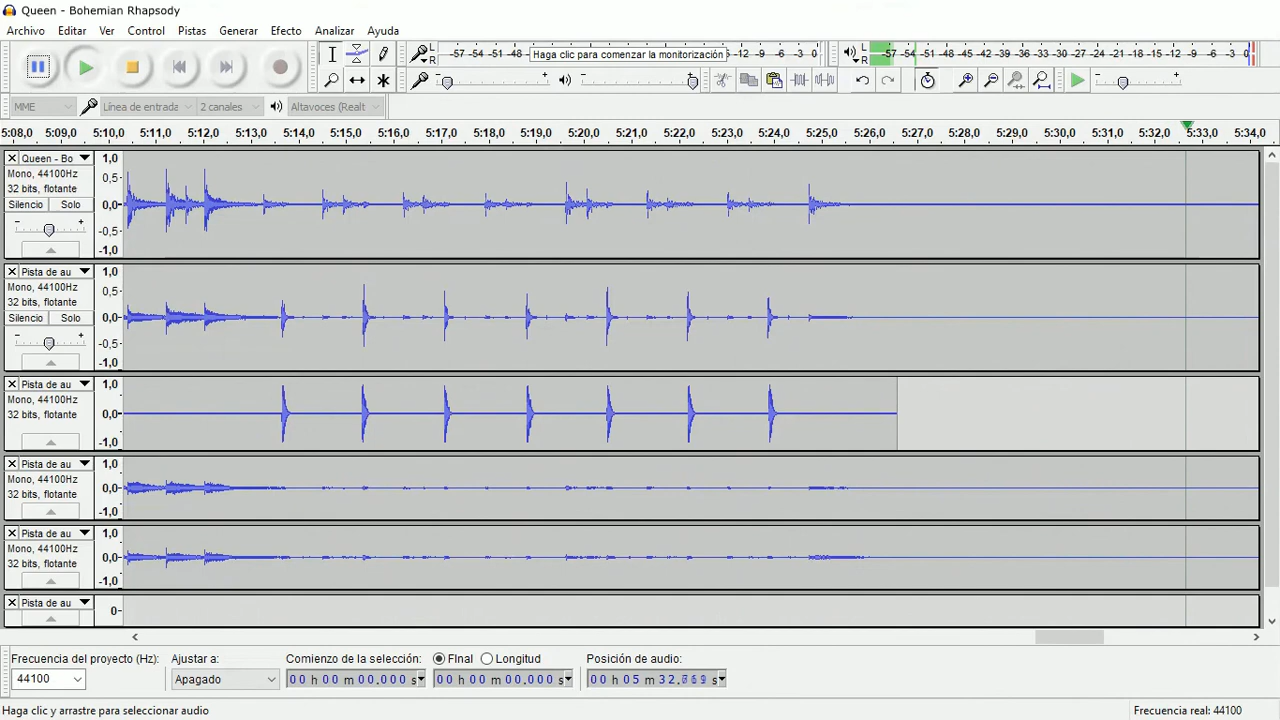 Queen - Bohemian Rhapsody
Archivo Editar Ver Control Pistas Generar Efecto Analizar Ayuda
L R -57 -54 -51 -48 Haga clic para comenzar la monitorización -12 -9 -6 -3 0
L R -57 -54 -51 -48 -45 -42 -39 -36 -33 -30 -27 -24 -21 -18 -15 -12 -9 -6 -3 0
MME Línea de entrada 2 canales Altavoces (Realt
5:08,0 5:09,0 5:10,0 5:11,0 5:12,0 5:13,0 5:14,0 5:15,0 5:16,0 5:17,0 5:18,0 5:19,0 5:20,0 5:21,0 5:22,0 5:23,0 5:24,0 5:25,0 5:26,0 5:27,0 5:28,0 5:29,0 5:30,0 5:31,0 5:32,0 5:33,0 5:34,0
Queen - Bo 1,0
Mono, 44100Hz 0,5
32 bits, flotante
Silencio Solo 0,0
- + -0,5
-1,0
Pista de au 1,0
Mono, 44100Hz 0,5
32 bits, flotante
Silencio Solo 0,0
- + -0,5
-1,0
Pista de au 1,0
Mono, 44100Hz
32 bits, flotante 0,0
-1,0
Pista de au 1,0
Mono, 44100Hz
32 bits, flotante 0,0
-1,0
Pista de au 1,0
Mono, 44100Hz
32 bits, flotante 0,0
-1,0
Pista de au 0-
Frecuencia del proyecto (Hz): Ajustar a: Comienzo de la selección: FInal Longitud Posición de audio:
44100 Apagado 00 h 00 m 00.000 s 00 h 00 m 00.000 s 00 h 05 m
Haga clic y arrastre para seleccionar audio Frecuencia real: 44100